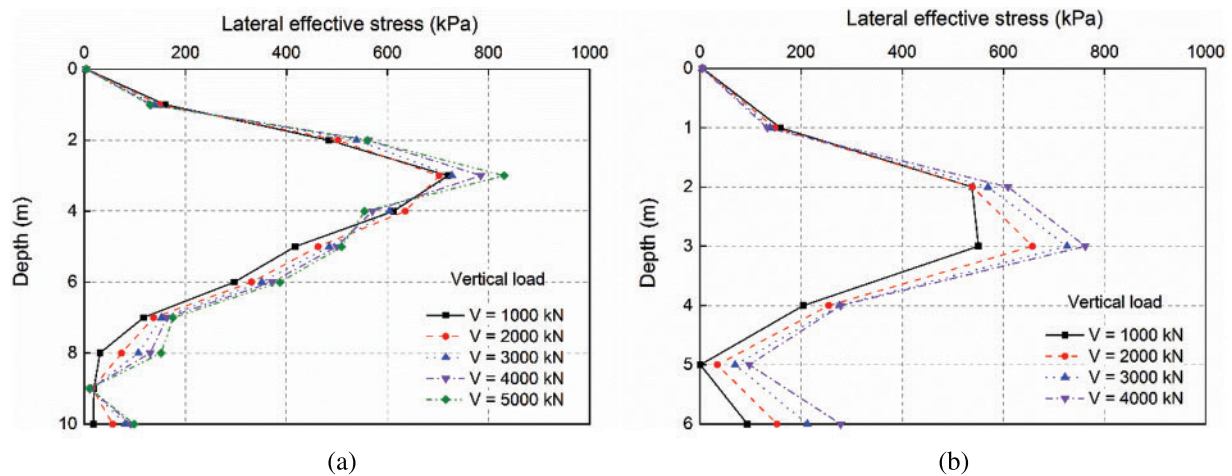 Lateral effective stress (kPa)
0 200 400 600 800 1000
0
2
4
6
8
10
Depth (m)
Vertical load
V = 1000 kN
V = 2000 kN
V = 3000 kN
V = 4000 kN
V = 5000 kN
(a)
Lateral effective stress (kPa)
0 200 400 600 800 1000
0
1
2
3
4
5
6
Depth (m)
Vertical load
V = 1000 kN
V = 2000 kN
V = 3000 kN
V = 4000 kN
(b)